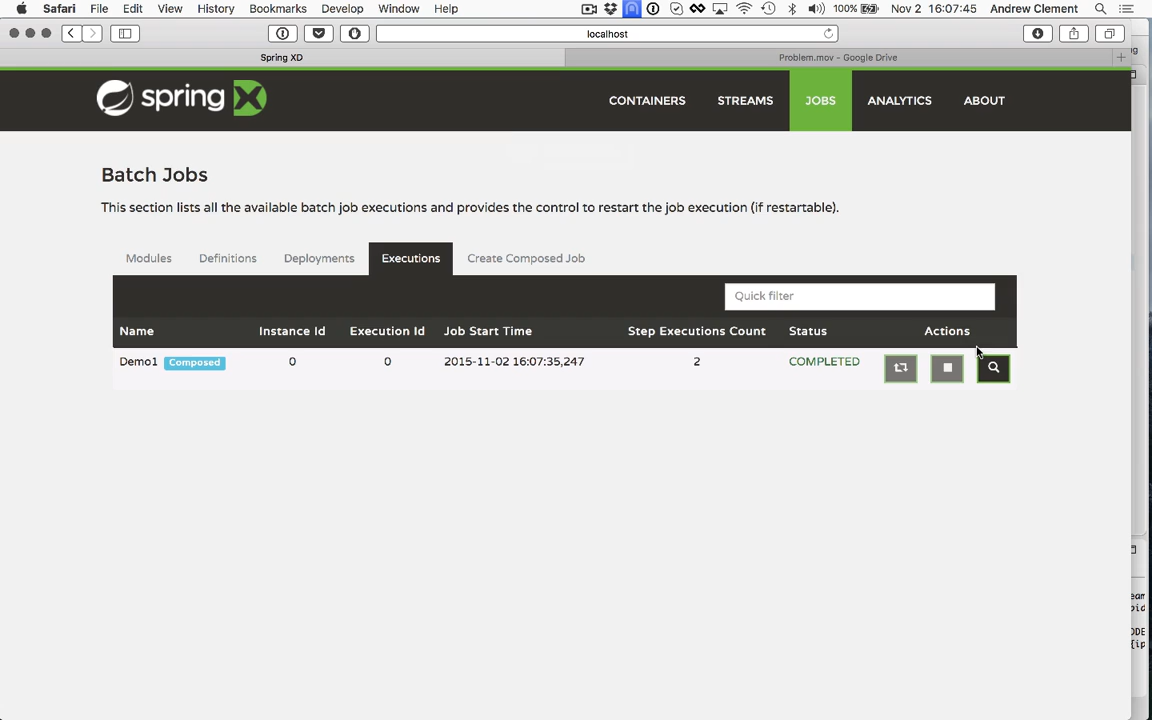 Safari File Edit View History Bookmarks Develop Window Help 100% Nov 2 16:07:45 Andrew Clement
localhost
Spring XD Problem.mov - Google Drive
spring X CONTAINERS STREAMS JOBS ANALYTICS ABOUT
Batch Jobs
This section lists all the available batch job executions and provides the control to restart the job execution (if restartable).
Modules Definitions Deployments Executions Create Composed Job
Quick filter
Name Instance Id Execution Id Job Start Time Step Executions Count Status Actions
Demo1 Composed 0 0 2015-11-02 16:07:35,247 2 COMPLETED